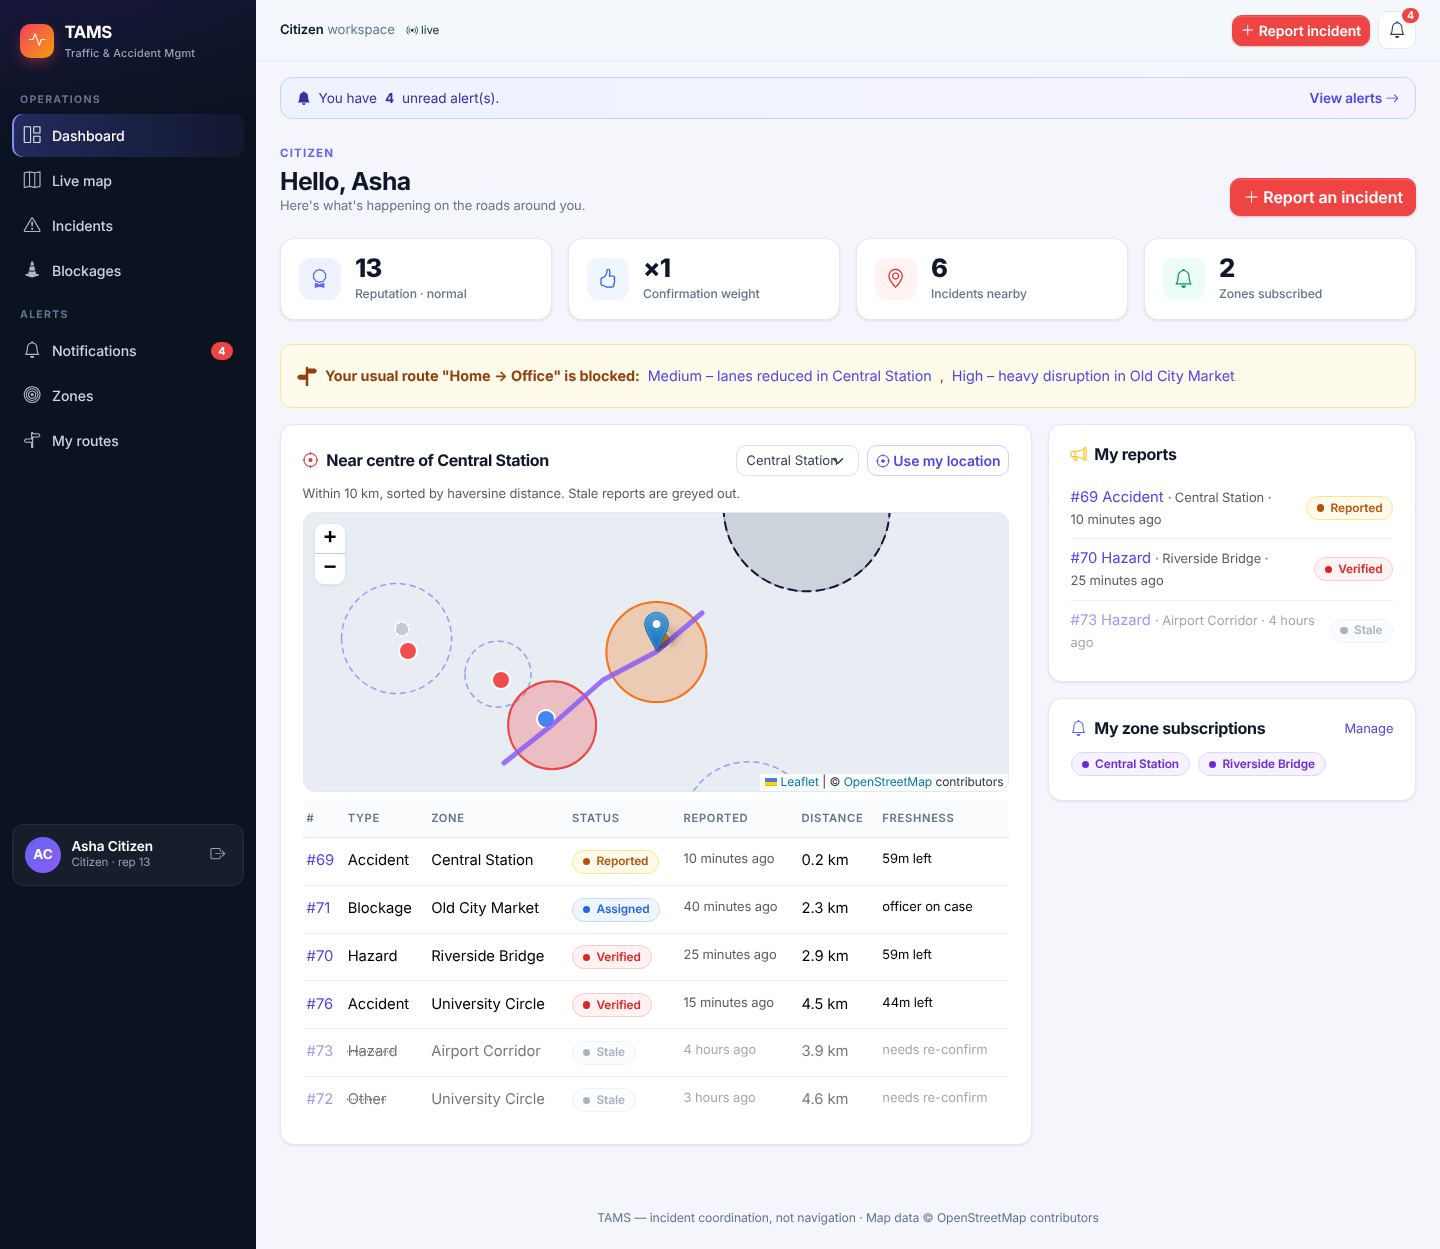 TAMS
Traffic & Accident Mgmt
OPERATIONS
Dashboard
Live map
Incidents
Blockages
ALERTS
Notifications 4
Zones
My routes
AC
Asha Citizen
Citizen · rep 13
Citizen workspace live
+ Report incident
4
You have 4 unread alert(s).
View alerts →
CITIZEN
Hello, Asha
Here's what's happening on the roads around you.
+ Report an incident
13
Reputation · normal
×1
Confirmation weight
6
Incidents nearby
2
Zones subscribed
Your usual route "Home → Office" is blocked: Medium – lanes reduced in Central Station , High – heavy disruption in Old City Market
Near centre of Central Station
Central Station
Use my location
Within 10 km, sorted by haversine distance. Stale reports are greyed out.
+
−
Leaflet | © OpenStreetMap contributors
# TYPE ZONE STATUS REPORTED DISTANCE FRESHNESS
#69 Accident Central Station Reported 10 minutes ago 0.2 km 59m left
#71 Blockage Old City Market Assigned 40 minutes ago 2.3 km officer on case
#70 Hazard Riverside Bridge Verified 25 minutes ago 2.9 km 59m left
#76 Accident University Circle Verified 15 minutes ago 4.5 km 44m left
#73 Hazard Airport Corridor Stale 4 hours ago 3.9 km needs re-confirm
#72 Other University Circle Stale 3 hours ago 4.6 km needs re-confirm
My reports
#69 Accident · Central Station ·
10 minutes ago
Reported
#70 Hazard · Riverside Bridge ·
25 minutes ago
Verified
#73 Hazard · Airport Corridor · 4 hours
ago
Stale
My zone subscriptions
Manage
Central Station
Riverside Bridge
TAMS — incident coordination, not navigation · Map data © OpenStreetMap contributors